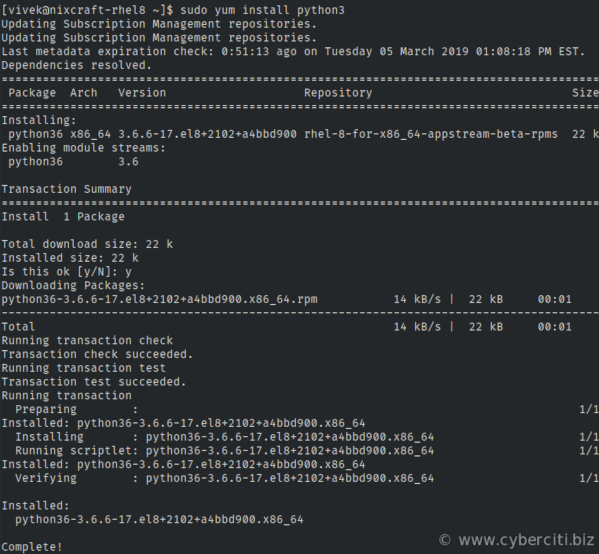 [vivek@nixcraft-rhel8 ~]$ sudo yum install python3
Updating Subscription Management repositories.
Updating Subscription Management repositories.
Last metadata expiration check: 0:51:13 ago on Tuesday 05 March 2019 01:08:18 PM EST.
Dependencies resolved.
================================================================================
Package Arch Version Repository Size
================================================================================
Installing:
python36 x86_64 3.6.6-17.el8+2102+a4bbd900 rhel-8-for-x86_64-appstream-beta-rpms 22 k
Enabling module streams:
python36 3.6
Transaction Summary
================================================================================
Install 1 Package
Total download size: 22 k
Installed size: 22 k
Is this ok [y/N]: y
Downloading Packages:
python36-3.6.6-17.el8+2102+a4bbd900.x86_64.rpm 14 kB/s | 22 kB 00:01
--------------------------------------------------------------------------------
Total 14 kB/s | 22 kB 00:01
Running transaction check
Transaction check succeeded.
Running transaction test
Transaction test succeeded.
Running transaction
Preparing : 1/1
Installed: python36-3.6.6-17.el8+2102+a4bbd900.x86_64
Installing : python36-3.6.6-17.el8+2102+a4bbd900.x86_64 1/1
Running scriptlet: python36-3.6.6-17.el8+2102+a4bbd900.x86_64 1/1
Installed: python36-3.6.6-17.el8+2102+a4bbd900.x86_64
Verifying : python36-3.6.6-17.el8+2102+a4bbd900.x86_64 1/1
Installed:
python36-3.6.6-17.el8+2102+a4bbd900.x86_64
© www.cyberciti.biz
Complete!